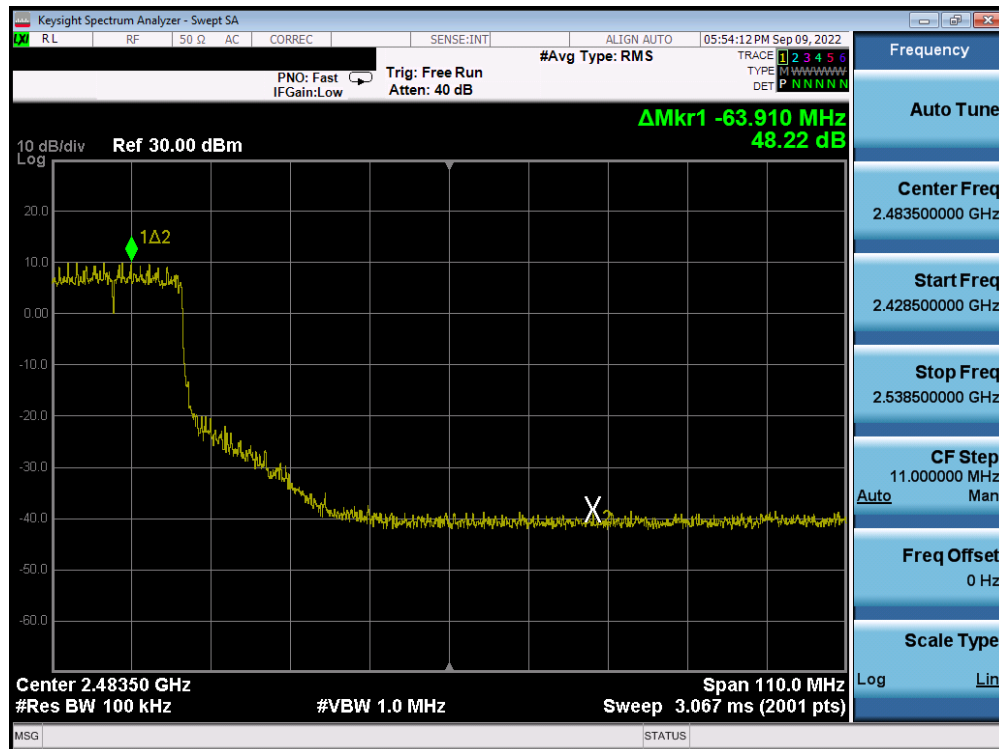 Keysight Spectrum Analyzer - Swept SA
LXI RL RF 50 Ω AC CORREC SENSE:INT ALIGN AUTO 05:54:12 PM Sep 09, 2022
#Avg Type: RMS
TRACE 1 2 3 4 5 6
PNO: Fast Trig: Free Run
TYPE M WWWWW
IFGain:Low Atten: 40 dB
DET P N N N N N
ΔMkr1 -63.910 MHz
48.22 dB
10 dB/div Ref 30.00 dBm
Log
20.0
1Δ2
10.0
0.00
-10.0
-20.0
-30.0
X2
-40.0
-50.0
-60.0
Center 2.48350 GHz Span 110.0 MHz
#Res BW 100 kHz #VBW 1.0 MHz Sweep 3.067 ms (2001 pts)
MSG STATUS
Frequency
Auto Tune
Center Freq
2.483500000 GHz
Start Freq
2.428500000 GHz
Stop Freq
2.538500000 GHz
CF Step
11.000000 MHz
Auto Man
Freq Offset
0 Hz
Scale Type
Log Lin